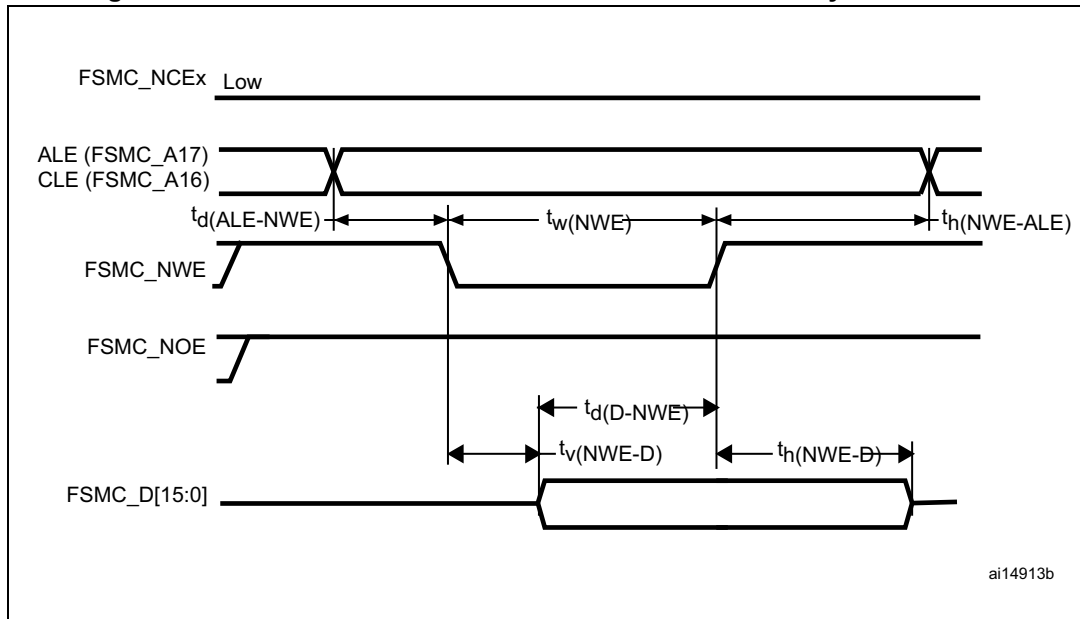 FSMC_NCEx Low
ALE (FSMC_A17)
CLE (FSMC_A16)
td(ALE-NWE) tw(NWE) th(NWE-ALE)
FSMC_NWE
FSMC_NOE
td(D-NWE)
tv(NWE-D) th(NWE-D)
FSMC_D[15:0]
ai14913b